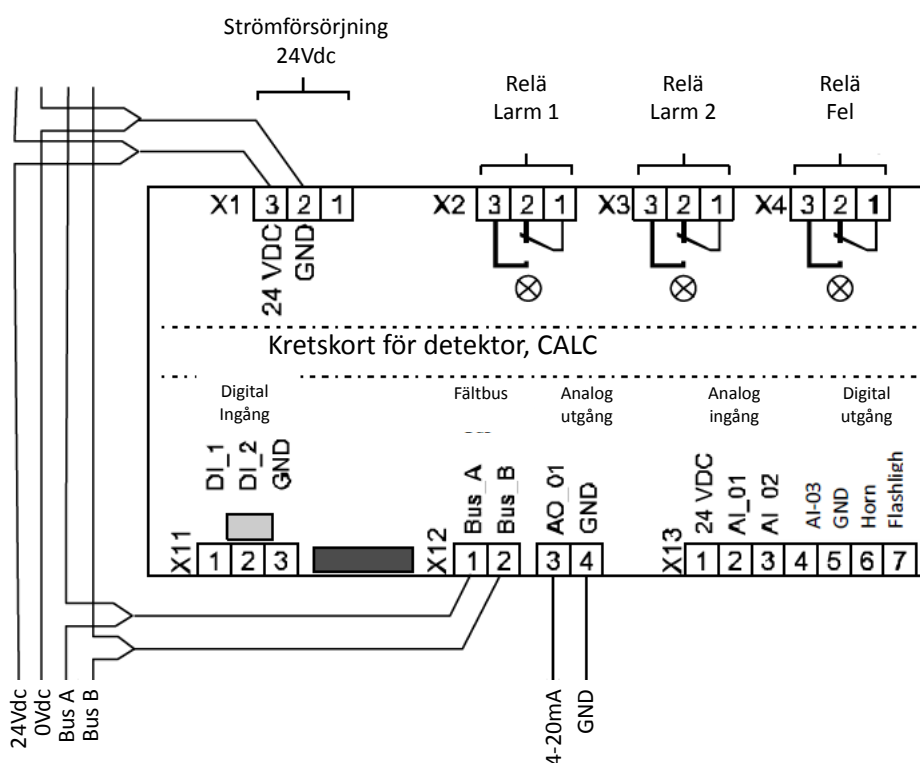 Strömförsörjning
24Vdc
Relä
Larm 1
Relä
Larm 2
Relä
Fel
X1 3 2 1
X2 3 2 1
X3 3 2 1
X4 3 2 1
24 VDC
GND
Kretskort för detektor, CALC
Digital
Ingång
Fältbus
Analog
utgång
Analog
ingång
Digital
utgång
DI_1
DI_2
GND
Bus_A
Bus_B
AO_01
GND
24 VDC
AI_01
AI_02
AI-03
GND
Horn
Flashligh
X11 1 2 3
X12 1 2 3 4
X13 1 2 3 4 5 6 7
24Vdc
0Vdc
Bus A
Bus B
4-20mA
GND